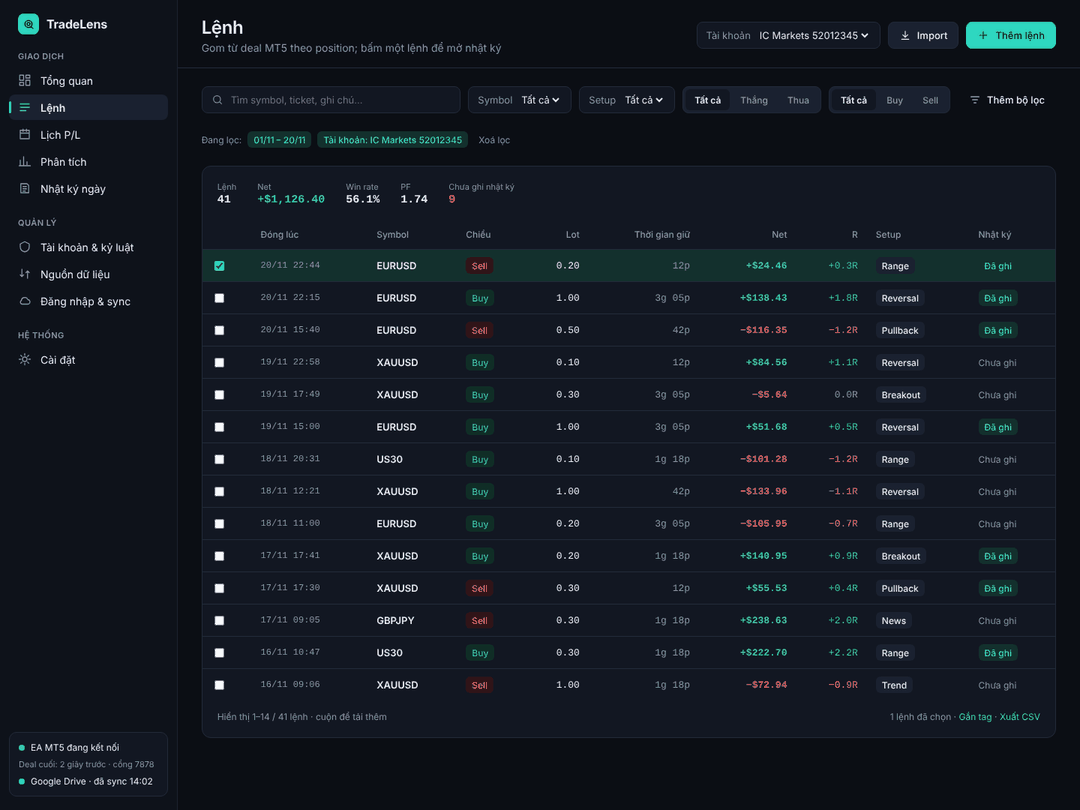 TradeLens
GIAO DỊCH
Tổng quan
Lệnh
Lịch P/L
Phân tích
Nhật ký ngày
QUẢN LÝ
Tài khoản & kỷ luật
Nguồn dữ liệu
Đăng nhập & sync
HỆ THỐNG
Cài đặt
EA MT5 đang kết nối
Deal cuối: 2 giây trước · cổng 7878
Google Drive · đã sync 14:02
Lệnh
Gom từ deal MT5 theo position; bấm một lệnh để mở nhật ký
Tài khoản IC Markets 52012345 Import Thêm lệnh
Tìm symbol, ticket, ghi chú... Symbol Tất cả Setup Tất cả Tất cả Thắng Thua Tất cả Buy Sell Thêm bộ lọc
Đang lọc: 01/11 – 20/11 Tài khoản: IC Markets 52012345 Xoá lọc
Lệnh Net Win rate PF Chưa ghi nhật ký
41 +$1,126.40 56.1% 1.74 9
Đóng lúc Symbol Chiều Lot Thời gian giữ Net R Setup Nhật ký
20/11 22:44 EURUSD Sell 0.20 12p +$24.46 +0.3R Range Đã ghi
20/11 22:15 EURUSD Buy 1.00 3g 05p +$138.43 +1.8R Reversal Đã ghi
20/11 15:40 EURUSD Sell 0.50 42p −$116.35 −1.2R Pullback Đã ghi
19/11 22:58 XAUUSD Buy 0.10 12p +$84.56 +1.1R Reversal Chưa ghi
19/11 17:49 XAUUSD Buy 0.30 3g 05p −$5.64 0.0R Breakout Chưa ghi
19/11 15:00 EURUSD Buy 1.00 3g 05p +$51.68 +0.5R Reversal Đã ghi
18/11 20:31 US30 Buy 0.10 1g 18p −$101.28 −1.2R Range Chưa ghi
18/11 12:21 XAUUSD Buy 1.00 42p −$133.96 −1.1R Reversal Chưa ghi
18/11 11:00 EURUSD Buy 0.20 3g 05p −$105.95 −0.7R Range Chưa ghi
17/11 17:41 XAUUSD Buy 0.20 1g 18p +$140.95 +0.9R Breakout Đã ghi
17/11 17:30 XAUUSD Sell 0.30 12p +$55.53 +0.4R Pullback Đã ghi
17/11 09:05 GBPJPY Sell 0.30 1g 18p +$238.63 +2.0R News Chưa ghi
16/11 10:47 US30 Buy 0.30 1g 18p +$222.70 +2.2R Range Đã ghi
16/11 09:06 XAUUSD Sell 1.00 1g 18p −$72.94 −0.9R Trend Chưa ghi
Hiển thị 1–14 / 41 lệnh · cuộn để tải thêm 1 lệnh đã chọn · Gắn tag · Xuất CSV